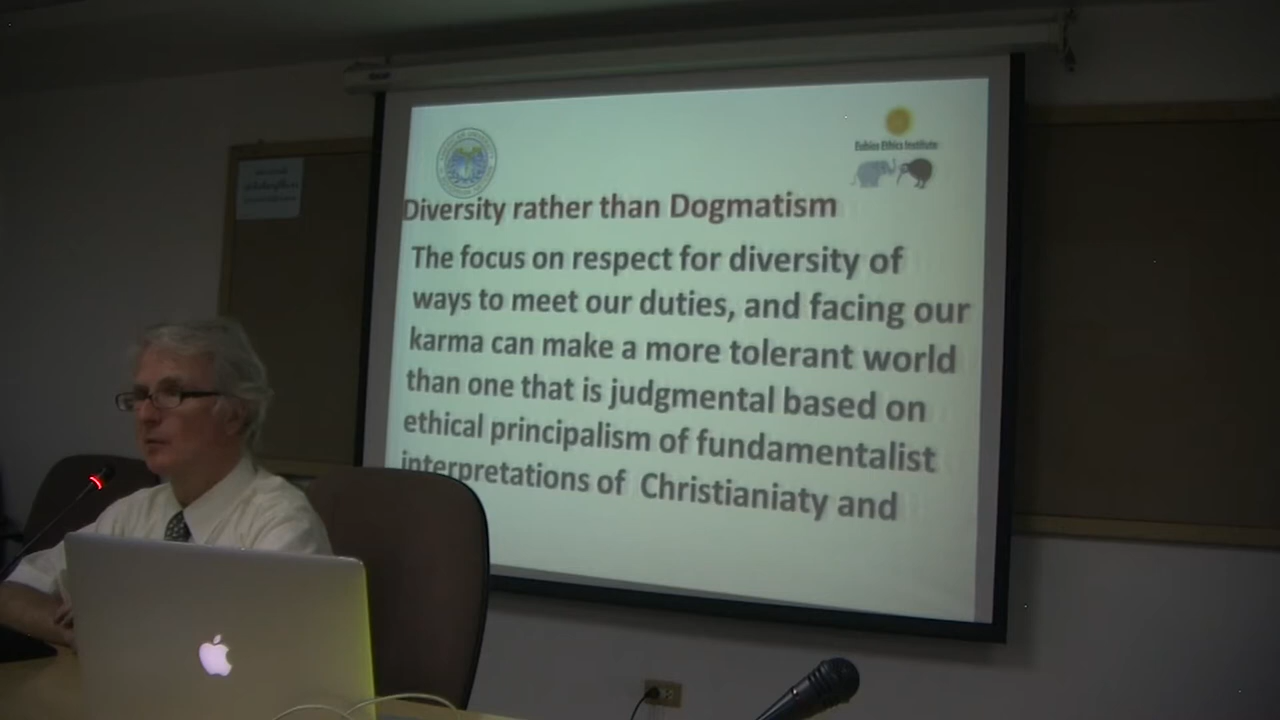 Eubios Ethics Institute
Diversity rather than Dogmatism
The focus on respect for diversity of
ways to meet our duties, and facing our
karma can make a more tolerant world
than one that is judgmental based on
ethical principalism of fundamentalist
interpretations of Christianiaty and